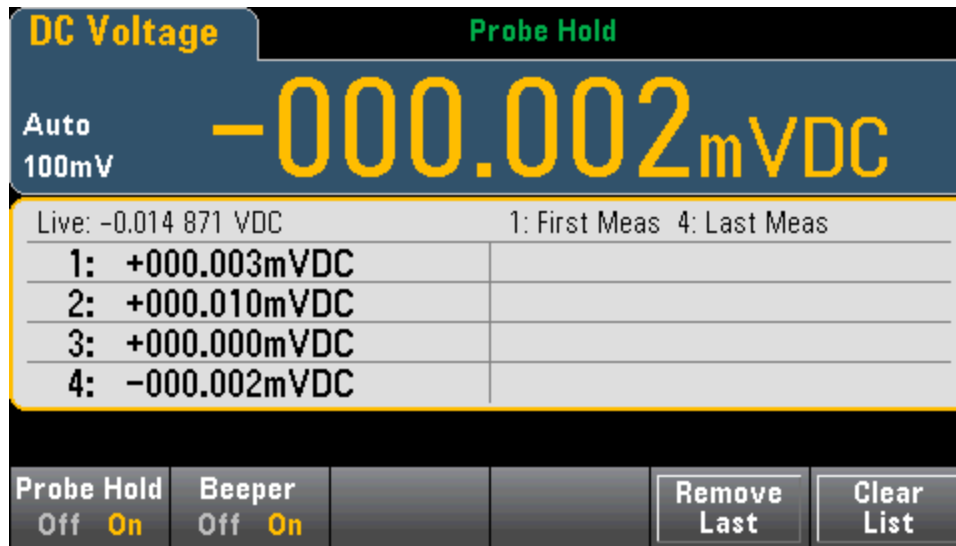 DC Voltage
Probe Hold
Auto
100mV
-000.002mVDC
Live: -0.014 871 VDC
1: First Meas 4: Last Meas
1: +000.003mVDC
2: +000.010mVDC
3: +000.000mVDC
4: -000.002mVDC
Probe Hold
Off On
Beeper
Off On
Remove
Last
Clear
List